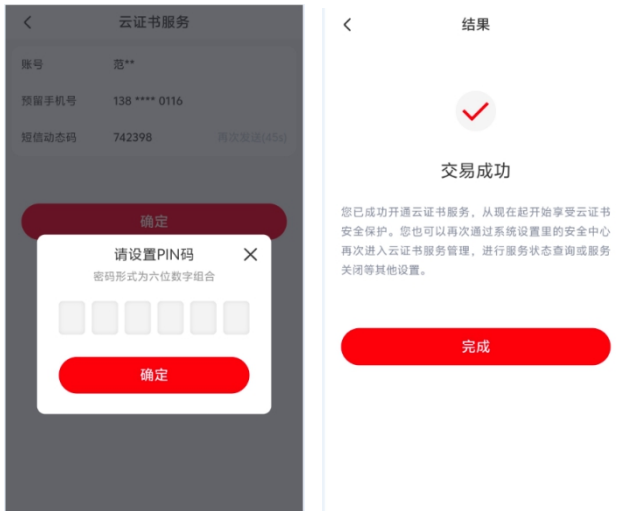 云证书服务
账号 范**
预留手机号 138 **** 0116
短信动态码 742398 再次发送(45s)
确定
请设置PIN码
密码形式为六位数字组合
确定
结果
交易成功
您已成功开通云证书服务，从现在起开始享受云证书
安全保护。您也可以再次通过系统设置里的安全中心
再次进入云证书服务管理，进行服务状态查询或服务
关闭等其他设置。
完成